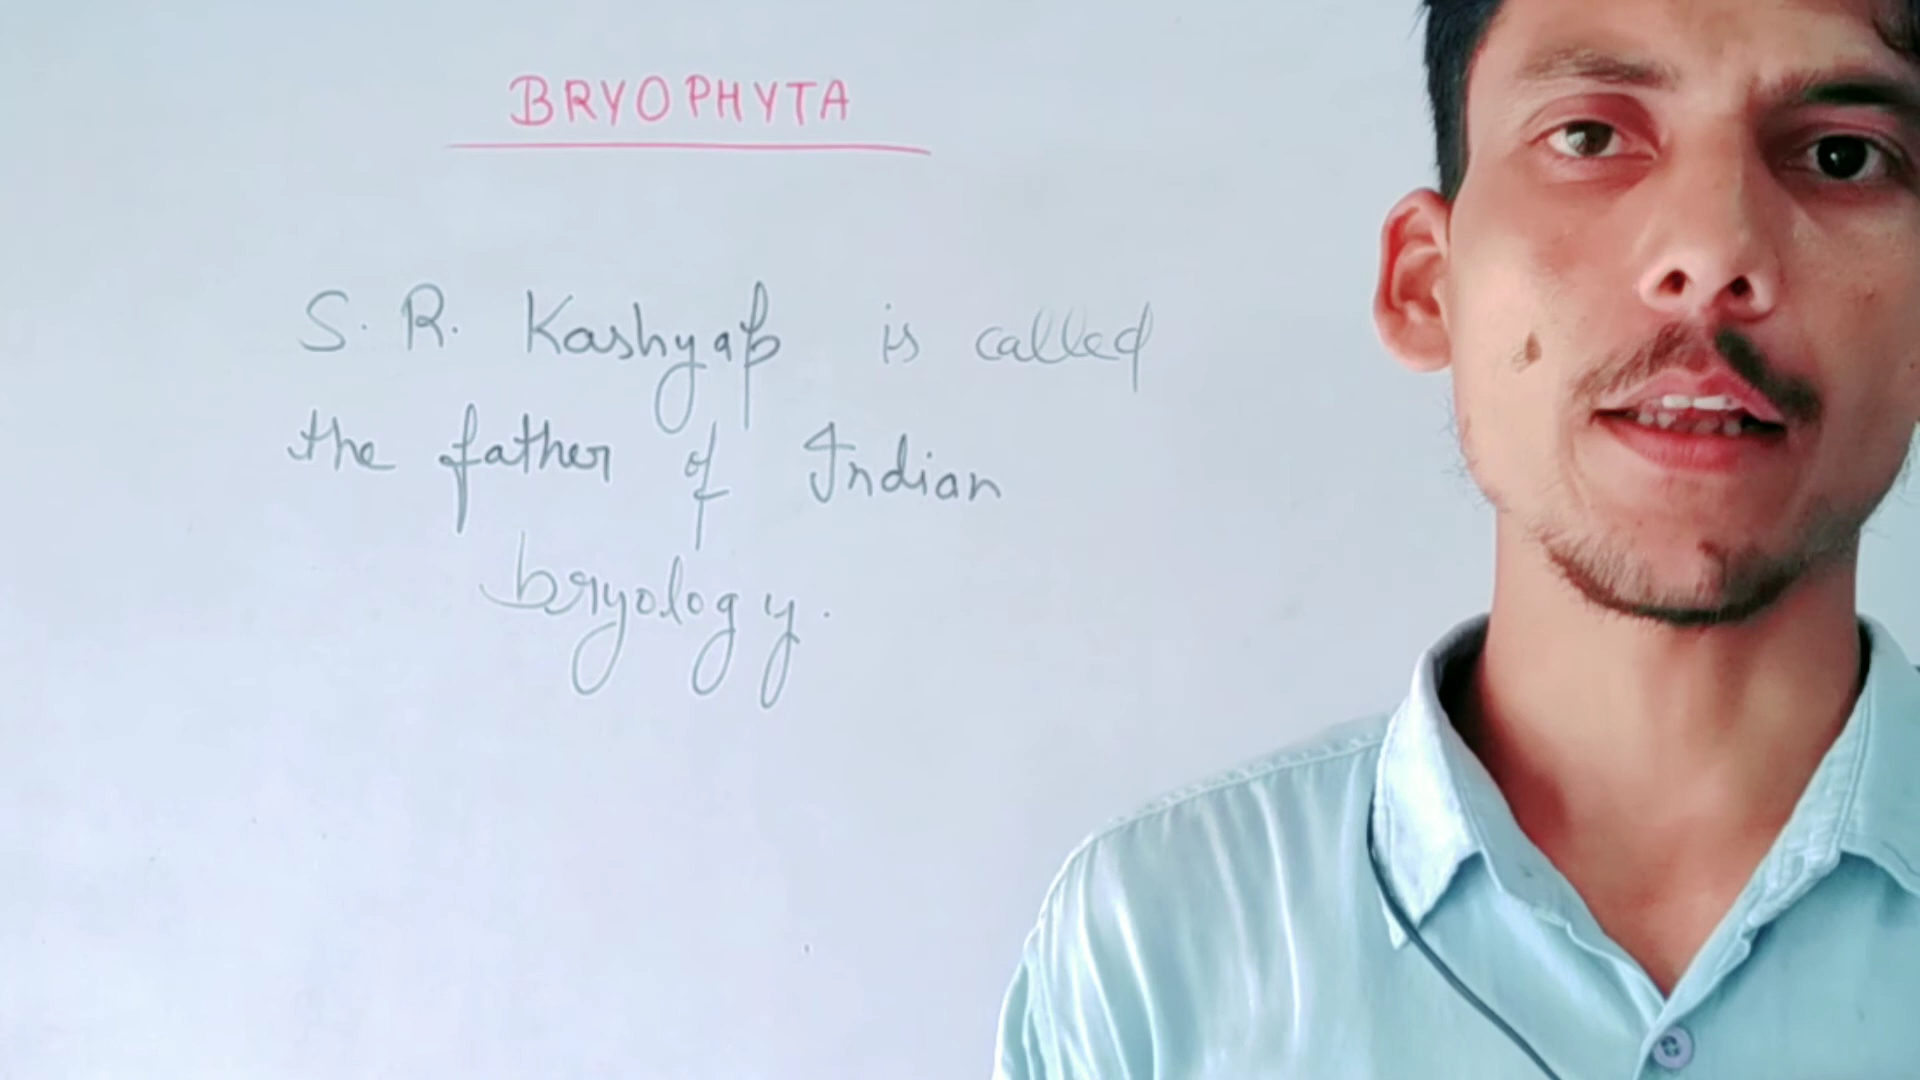 BRYOPHYTA
S. R. Kashyap is called
the father of Indian
bryology.